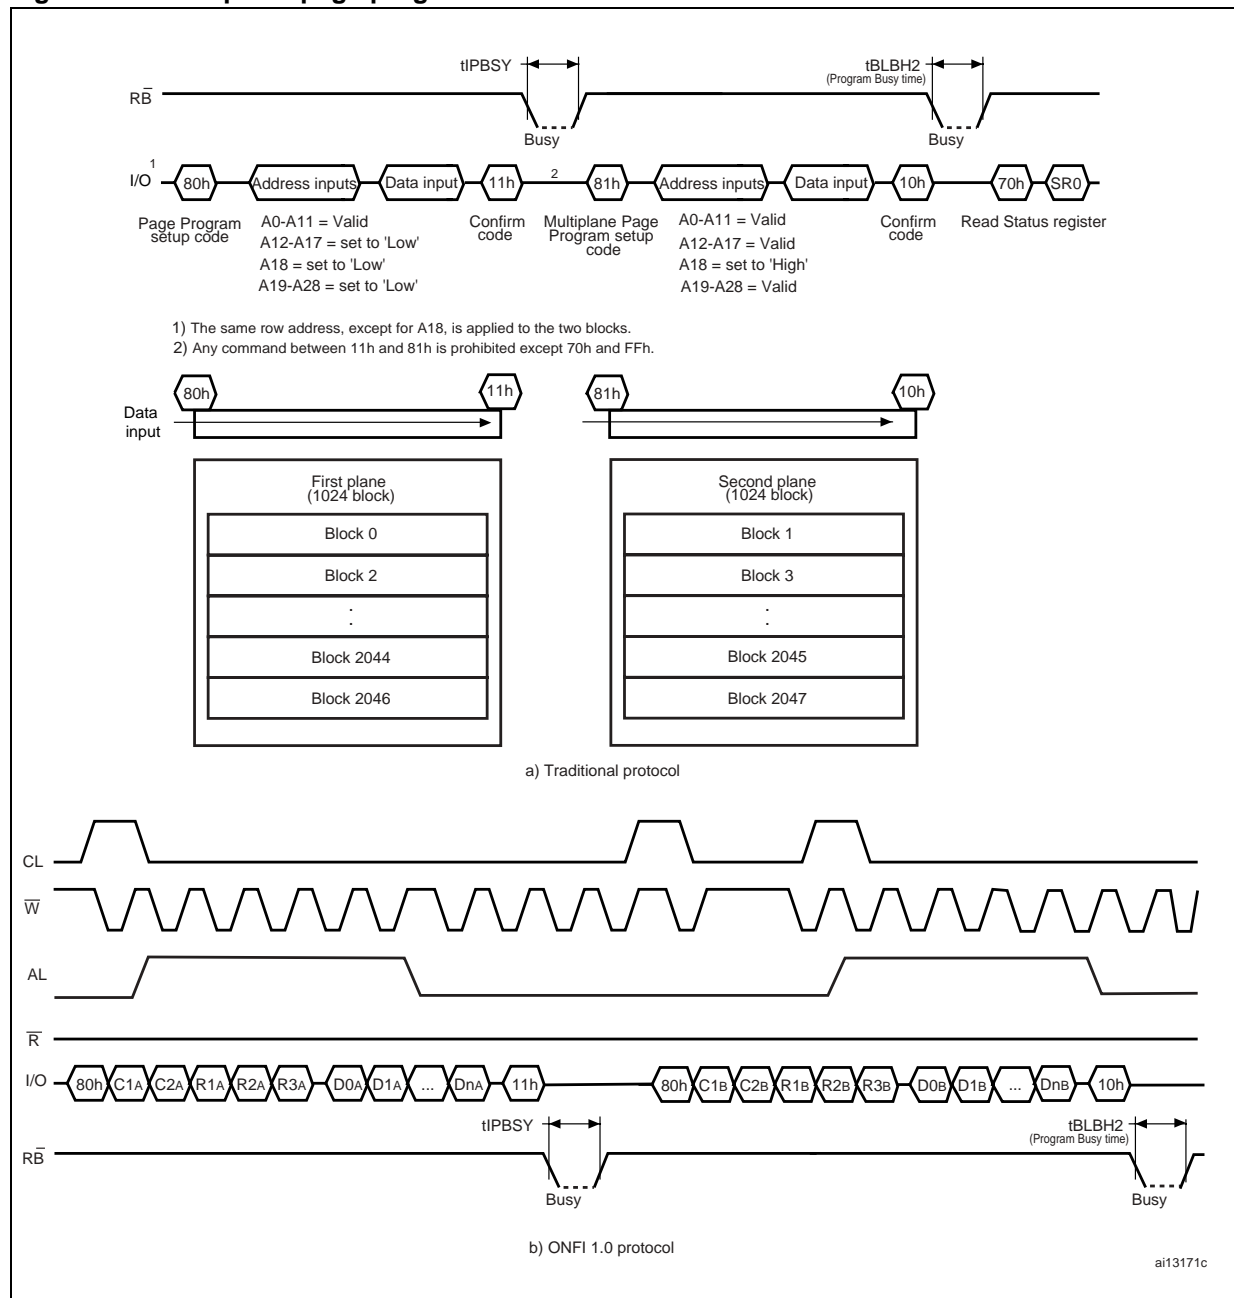 tIPBSY
tBLBH2
(Program Busy time)
RB̅
Busy
Busy
I/O 1
80h
Address inputs
Data input
11h
2
81h
Address inputs
Data input
10h
70h
SR0
Page Program
setup code
A0-A11 = Valid
A12-A17 = set to 'Low'
A18 = set to 'Low'
A19-A28 = set to 'Low'
Confirm
code
Multiplane Page
Program setup
code
A0-A11 = Valid
A12-A17 = Valid
A18 = set to 'High'
A19-A28 = Valid
Confirm
code
Read Status register
1) The same row address, except for A18, is applied to the two blocks.
2) Any command between 11h and 81h is prohibited except 70h and FFh.
80h
11h
81h
10h
Data
input
First plane
(1024 block)
Block 0
Block 2
:
Block 2044
Block 2046
Second plane
(1024 block)
Block 1
Block 3
:
Block 2045
Block 2047
a) Traditional protocol
CL
W̅
AL
R̅
I/O
80h
C1A
C2A
R1A
R2A
R3A
D0A
D1A
...
DnA
11h
80h
C1B
C2B
R1B
R2B
R3B
D0B
D1B
...
DnB
10h
tIPBSY
tBLBH2
(Program Busy time)
RB̅
Busy
Busy
b) ONFI 1.0 protocol
ai13171c